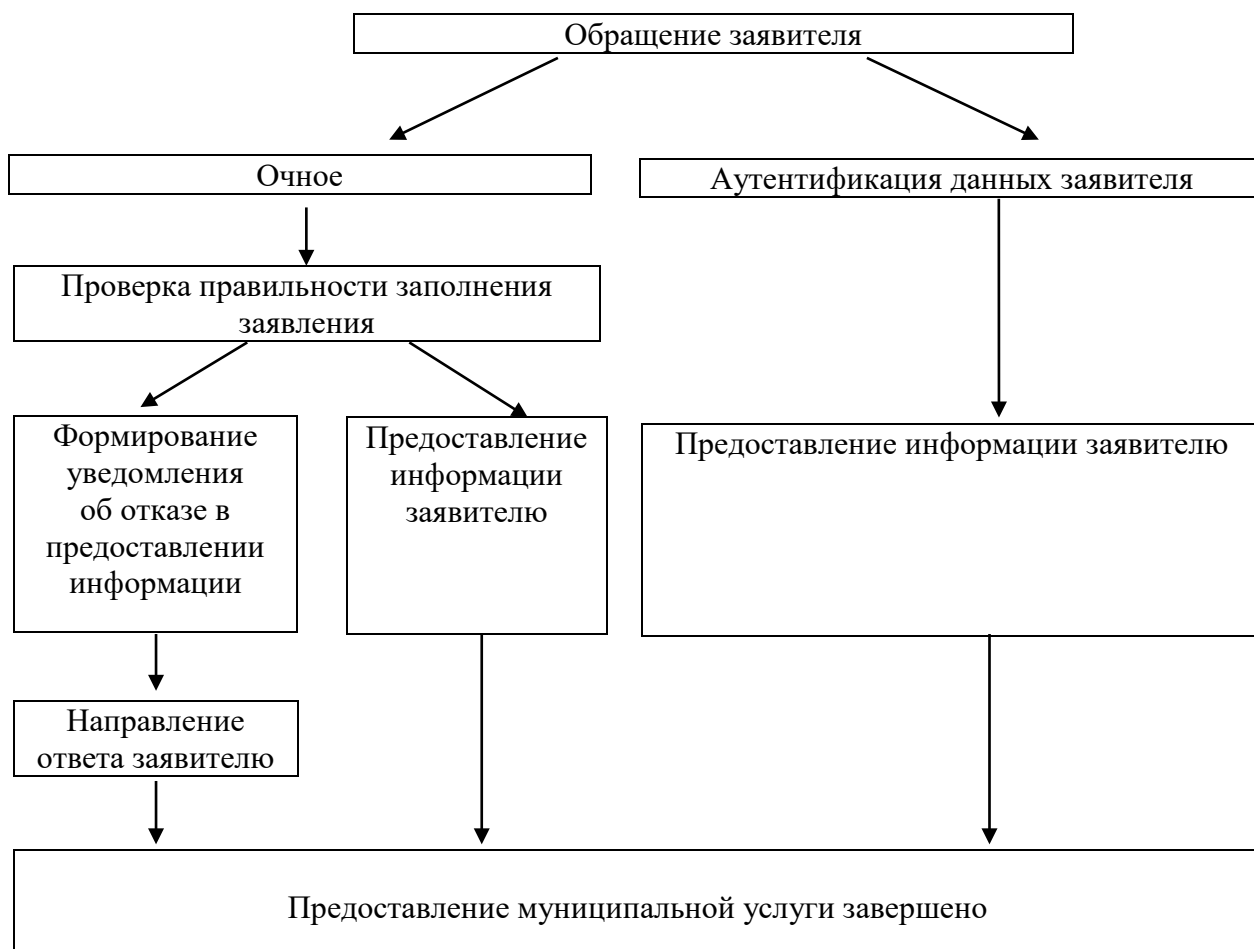 Обращение заявителя
Очное
Аутентификация данных заявителя
Проверка правильности заполнения
заявления
Формирование
уведомления
об отказе в
предоставлении
информации
Предоставление
информации
заявителю
Предоставление информации заявителю
Направление
ответа заявителю
Предоставление муниципальной услуги завершено